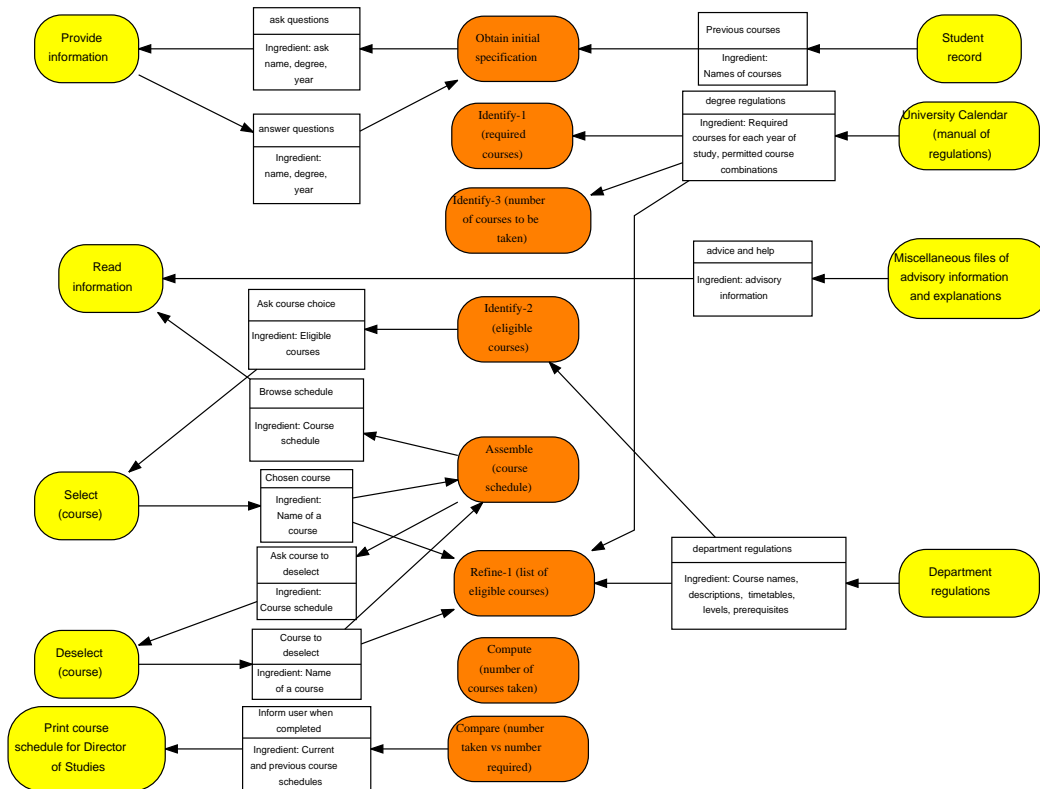 Provide
information
ask questions
Ingredient: ask
name, degree,
year
Obtain initial
specification
Previous courses
Ingredient:
Names of courses
Student
record
answer questions
Ingredient:
name, degree,
year
Identify-1
(required
courses)
degree regulations
Ingredient: Required
courses for each year of
study, permitted course
combinations
University Calendar
(manual of
regulations)
Identify-3 (number
of courses to be
taken)
Read
information
advice and help
Ingredient: advisory
information
Miscellaneous files of
advisory information
and explanations
Ask course choice
Ingredient: Eligible
courses
Identify-2
(eligible
courses)
Browse schedule
Ingredient: Course
schedule
Assemble
(course
schedule)
Select
(course)
Chosen course
Ingredient:
Name of a
course
Ask course to
deselect
Ingredient:
Course schedule
Refine-1 (list of
eligible courses)
department regulations
Ingredient: Course names,
descriptions, timetables,
levels, prerequisites
Department
regulations
Deselect
(course)
Course to
deselect
Ingredient: Name
of a course
Compute
(number of
courses taken)
Print course
schedule for Director
of Studies
Inform user when
completed
Ingredient: Current
and previous course
schedules
Compare (number
taken vs number
required)